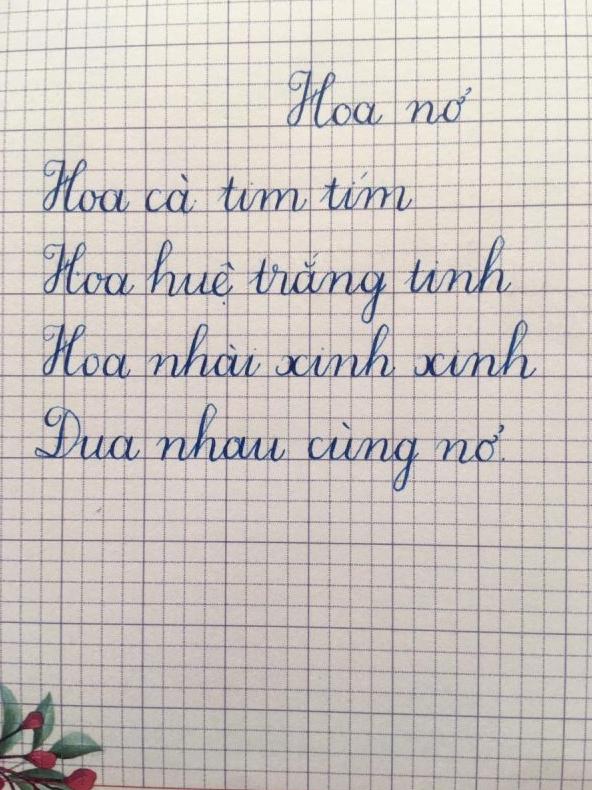 Hoa nở
Hoa cà tim tím
Hoa huệ trắng tinh
Hoa nhài xinh xinh
Đua nhau cùng nở.